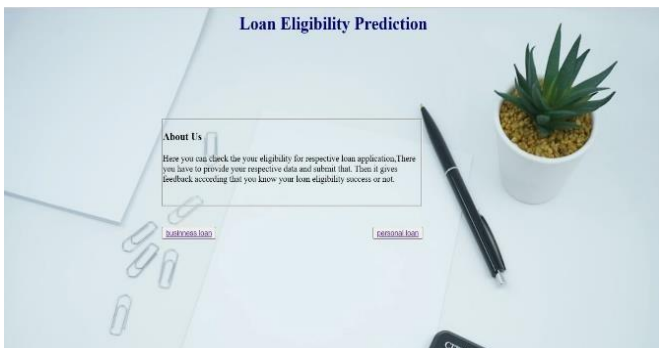 Loan Eligibility Prediction
About Us
Here you can check the your eligibility for respective loan application,There
you have to provide your respective data and submit that. Then it gives
feedback according that you know your loan eligibility success or not.
businness loan personal loan